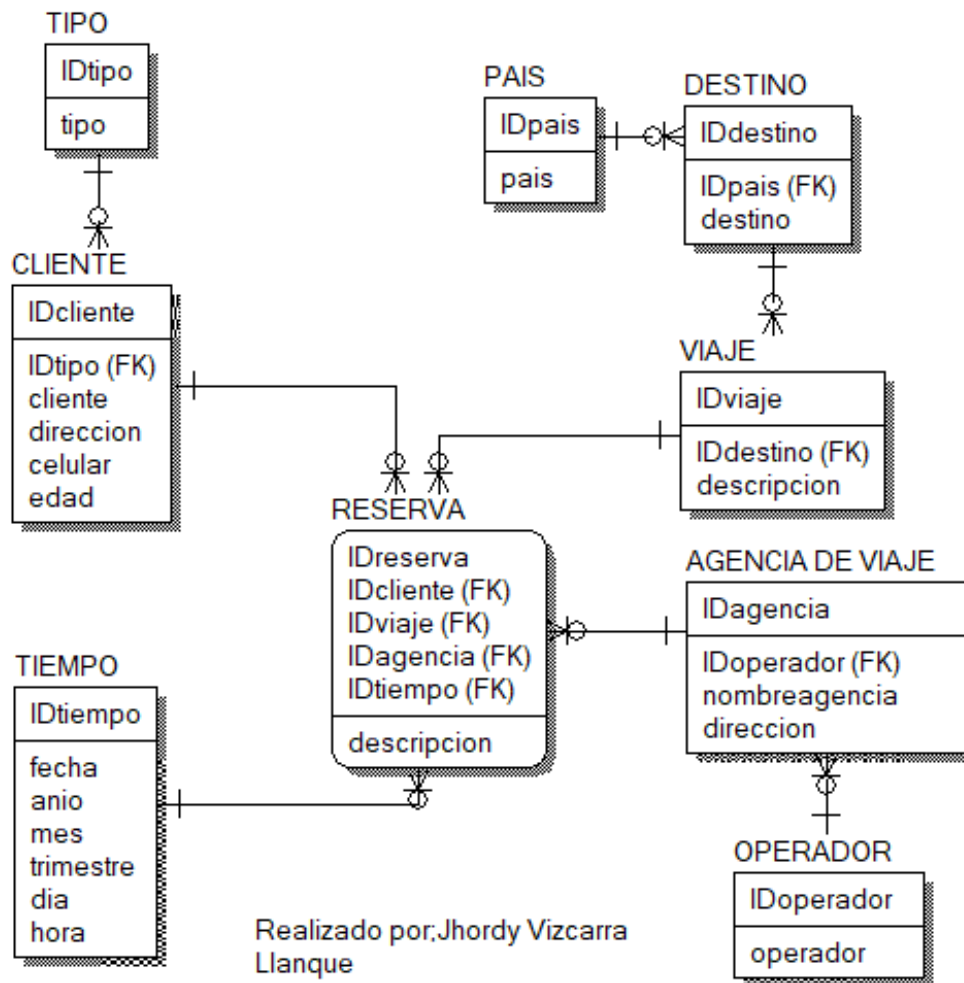 TIPO
IDtipo
tipo
PAIS
IDpais
pais
DESTINO
IDdestino
IDpais (FK)
destino
CLIENTE
IDcliente
IDtipo (FK)
cliente
direccion
celular
edad
VIAJE
IDviaje
IDdestino (FK)
descripcion
RESERVA
IDreserva
IDcliente (FK)
IDviaje (FK)
IDagencia (FK)
IDtiempo (FK)
descripcion
AGENCIA DE VIAJE
IDagencia
IDoperador (FK)
nombreagencia
direccion
TIEMPO
IDtiempo
fecha
anio
mes
trimestre
dia
hora
OPERADOR
IDoperador
operador
Realizado por;Jhordy Vizcarra
Llanque